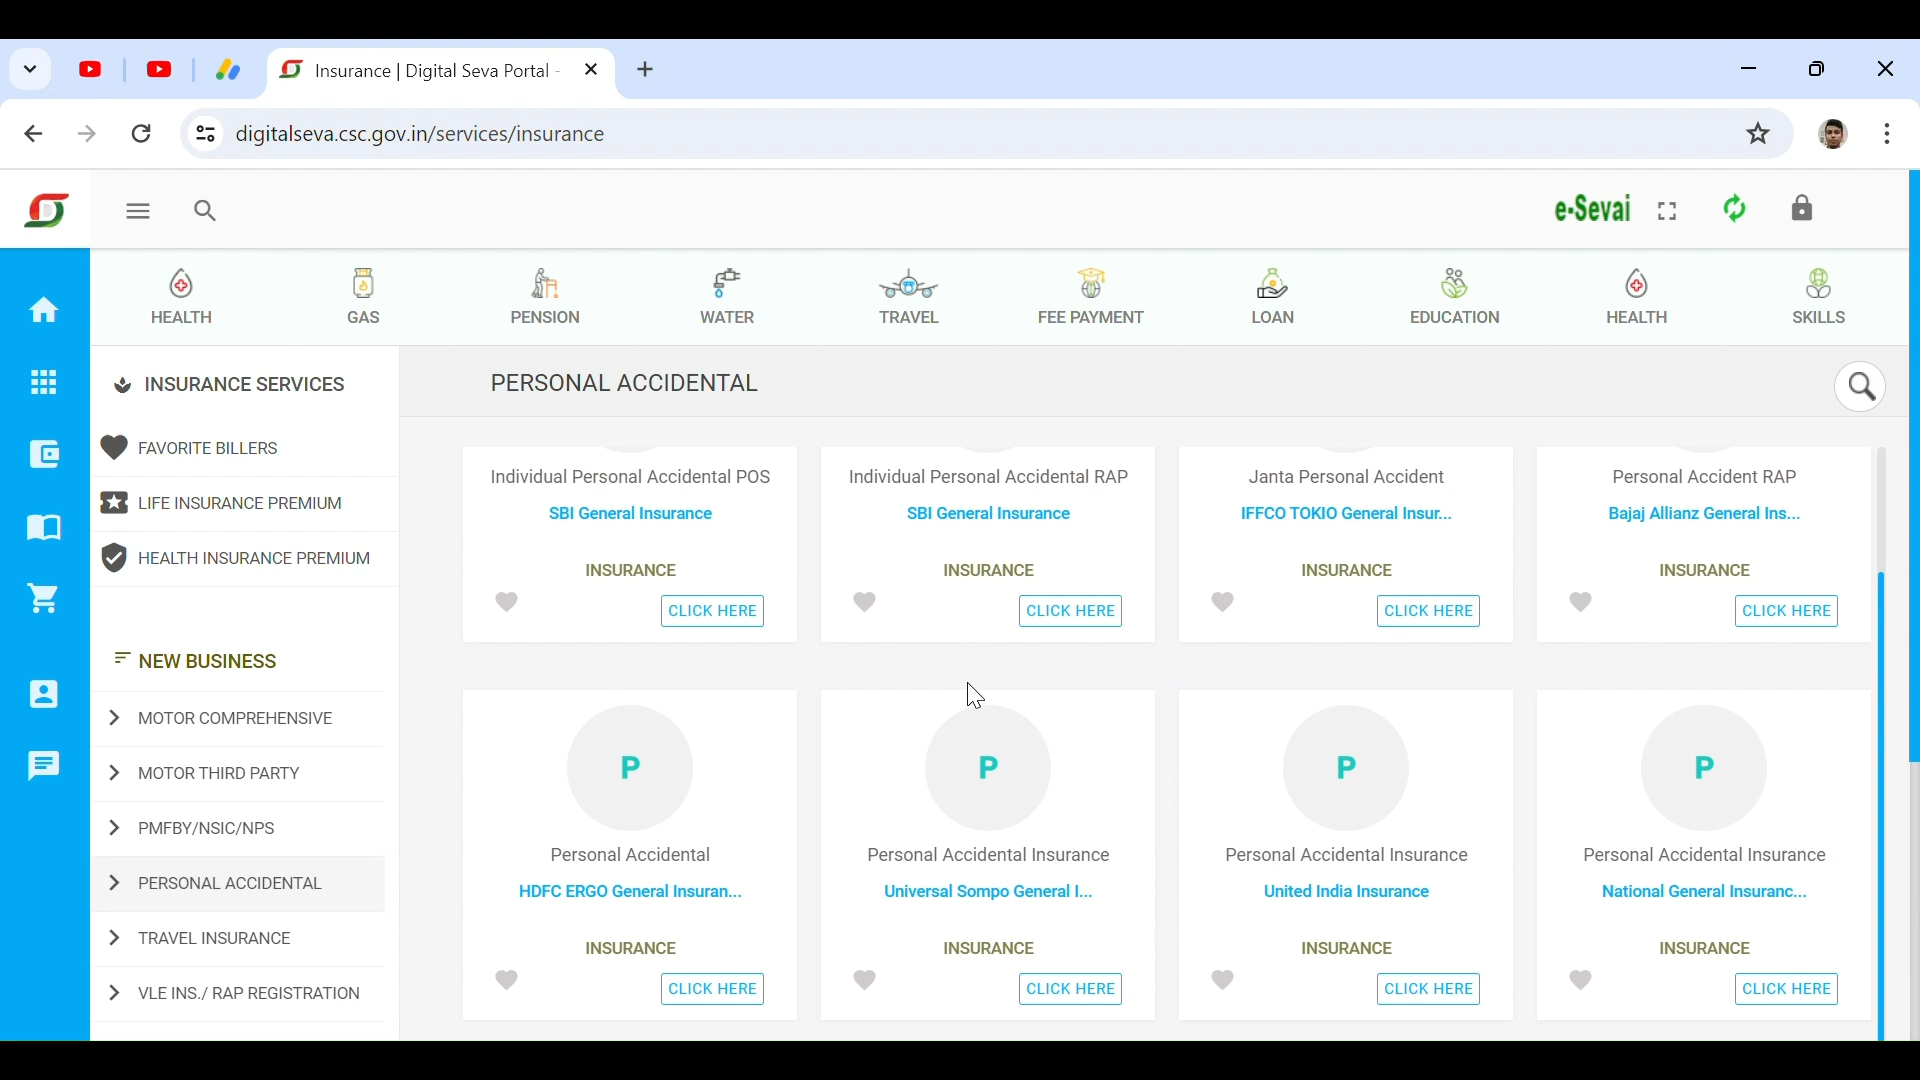 Insurance | Digital Seva Portal -
digitalseva.csc.gov.in/services/insurance
e-Sevai
HEALTH
GAS
PENSION
WATER
TRAVEL
FEE PAYMENT
LOAN
EDUCATION
HEALTH
SKILLS
INSURANCE SERVICES
FAVORITE BILLERS
LIFE INSURANCE PREMIUM
HEALTH INSURANCE PREMIUM
NEW BUSINESS
MOTOR COMPREHENSIVE
MOTOR THIRD PARTY
PMFBY/NSIC/NPS
PERSONAL ACCIDENTAL
TRAVEL INSURANCE
VLE INS./ RAP REGISTRATION
PERSONAL ACCIDENTAL
Individual Personal Accidental POS
SBI General Insurance
INSURANCE
CLICK HERE
Individual Personal Accidental RAP
SBI General Insurance
INSURANCE
CLICK HERE
Janta Personal Accident
IFFCO TOKIO General Insur...
INSURANCE
CLICK HERE
Personal Accident RAP
Bajaj Allianz General Ins...
INSURANCE
CLICK HERE
P
Personal Accidental
HDFC ERGO General Insuran...
INSURANCE
CLICK HERE
P
Personal Accidental Insurance
Universal Sompo General I...
INSURANCE
CLICK HERE
P
Personal Accidental Insurance
United India Insurance
INSURANCE
CLICK HERE
P
Personal Accidental Insurance
National General Insuranc...
INSURANCE
CLICK HERE